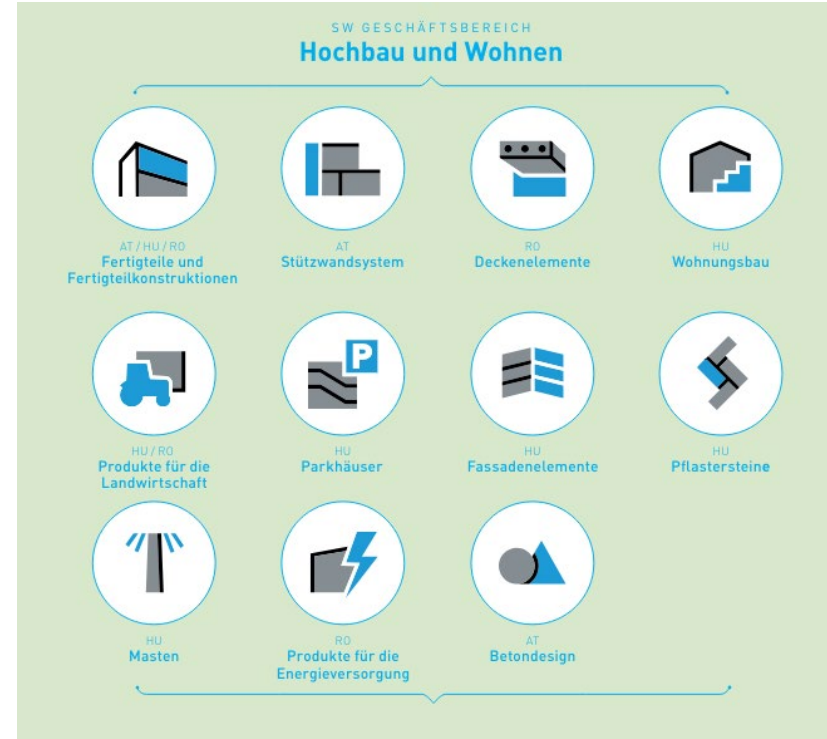 SW GESCHÄFTSBEREICH
Hochbau und Wohnen
AT / HU / RO
Fertigteile und
Fertigteilkonstruktionen
AT
Stützwandsystem
RO
Deckenelemente
HU
Wohnungsbau
HU / RO
Produkte für die
Landwirtschaft
P
HU
Parkhäuser
HU
Fassadenelemente
HU
Pflastersteine
HU
Masten
RO
Produkte für die
Energieversorgung
AT
Betondesign